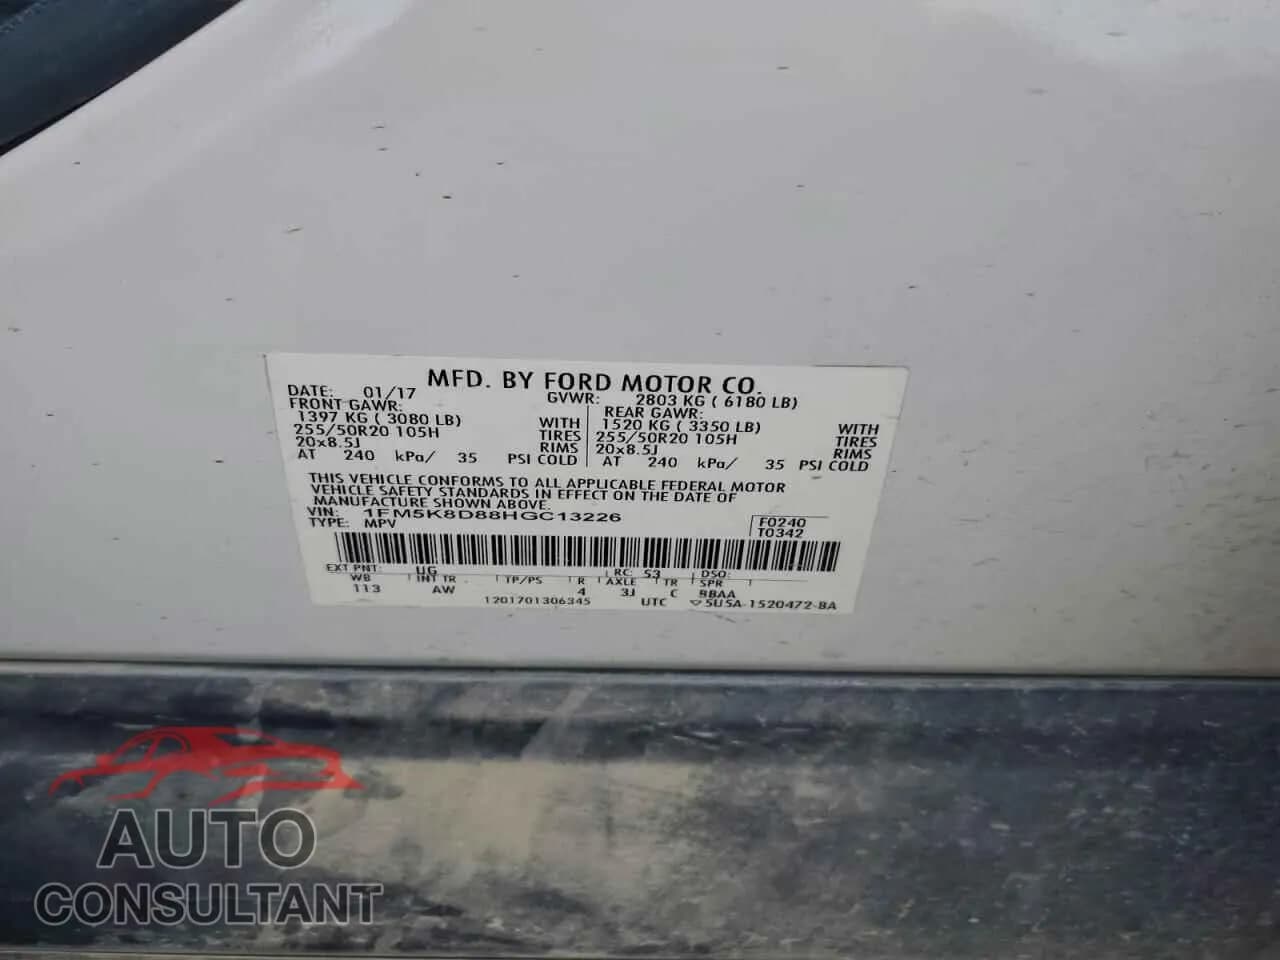 MFD. BY FORD MOTOR CO.
DATE: 01/17 GVWR: 2803 KG ( 6180 LB)
FRONT GAWR: REAR GAWR:
1397 KG ( 3080 LB) WITH 1520 KG ( 3350 LB) WITH
255/50R20 105H TIRES 255/50R20 105H TIRES
20x8.5J RIMS 20x8.5J RIMS
AT 240 kPa/ 35 PSI COLD AT 240 kPa/ 35 PSI COLD
THIS VEHICLE CONFORMS TO ALL APPLICABLE FEDERAL MOTOR
VEHICLE SAFETY STANDARDS IN EFFECT ON THE DATE OF
MANUFACTURE SHOWN ABOVE.
VIN: 1FM5K8D88HGC13226 F0240
TYPE: MPV T0342
EXT PNT: UG RC: 53 DSO:
WB INT TR TP/PS R AXLE TR SPR
113 AW 4 3J C BBAA
1201701306345 UTC ▽5U5A-1520472-BA
AUTO
CONSULTANT